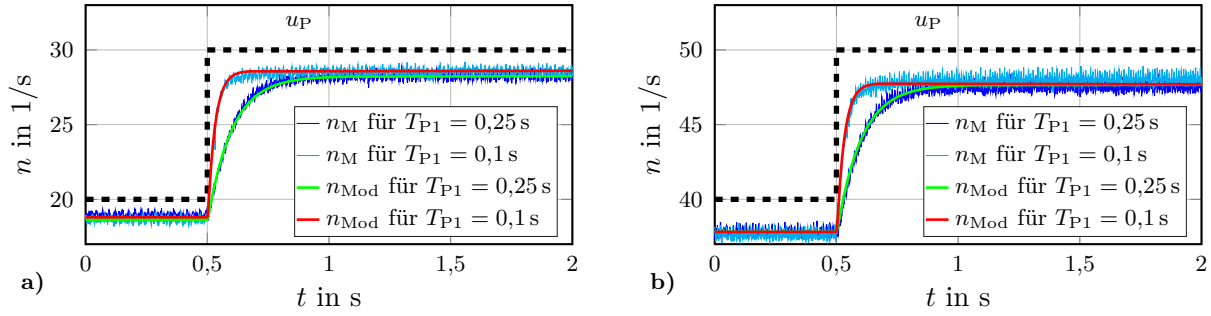 u_P
30
25
20
n in 1/s
n_M für T_P1 = 0,25 s
n_M für T_P1 = 0,1 s
n_Mod für T_P1 = 0,25 s
n_Mod für T_P1 = 0,1 s
0
0,5
1
1,5
2
a)
t in s
u_P
50
45
40
n in 1/s
n_M für T_P1 = 0,25 s
n_M für T_P1 = 0,1 s
n_Mod für T_P1 = 0,25 s
n_Mod für T_P1 = 0,1 s
0
0,5
1
1,5
2
b)
t in s